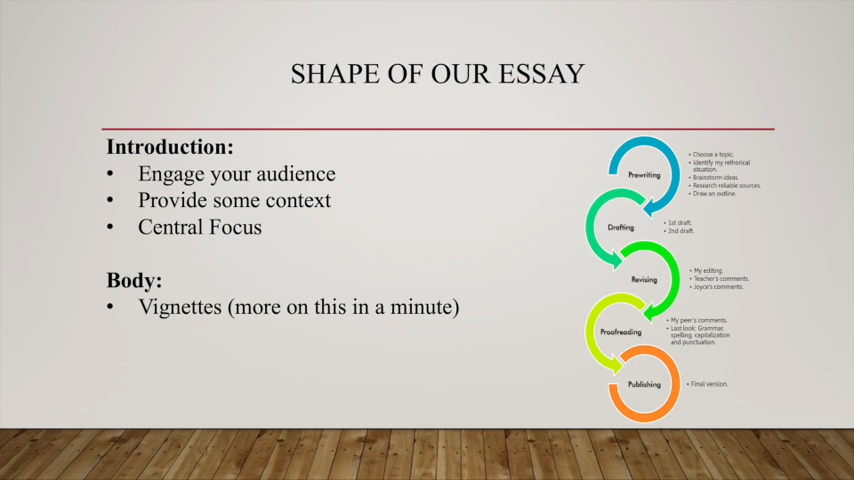 SHAPE OF OUR ESSAY
Introduction:
• Engage your audience
• Provide some context
• Central Focus
Body:
• Vignettes (more on this in a minute)
Prewriting
• Choose a topic.
• Identify my rethorical
situation.
• Brainstorm ideas.
• Research reliable sources.
• Draw an outline.
Drafting
• 1st draft.
• 2nd draft.
Revising
• My editing.
• Teacher's comments.
• Joyce's comments.
Proofreading
• My peer's comments.
• Last look: Grammar,
spelling, capitalization
and punctuation.
Publishing
• Final version.